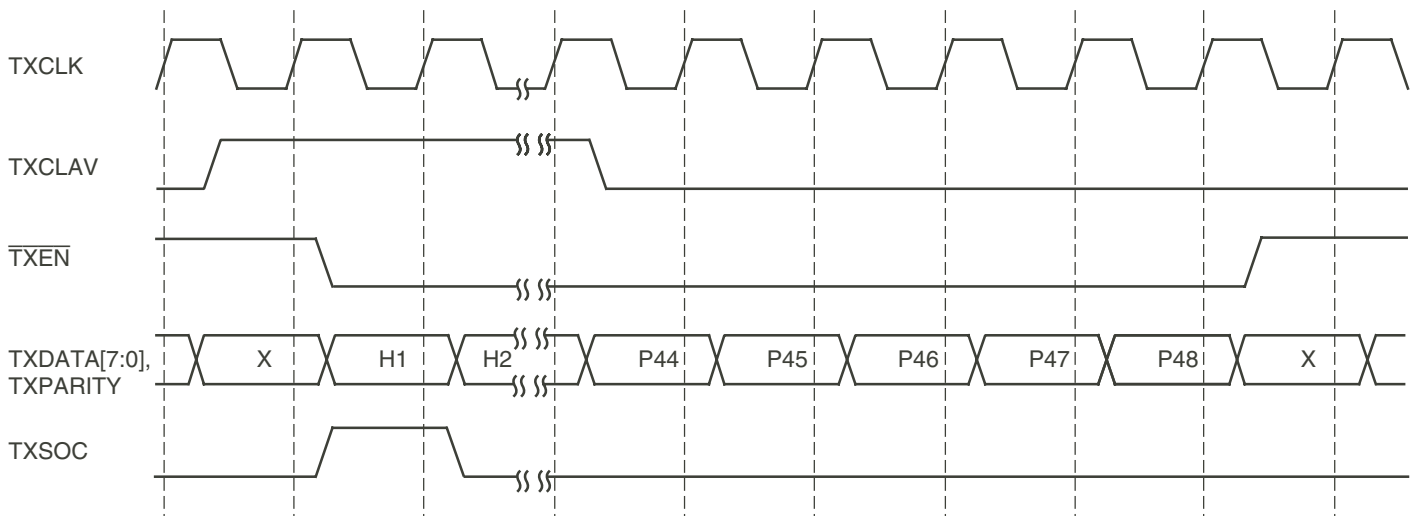 TXCLK
TXCLAV
TXEN
TXDATA[7:0],
TXPARITY
X H1 H2 P44 P45 P46 P47 P48 X
TXSOC